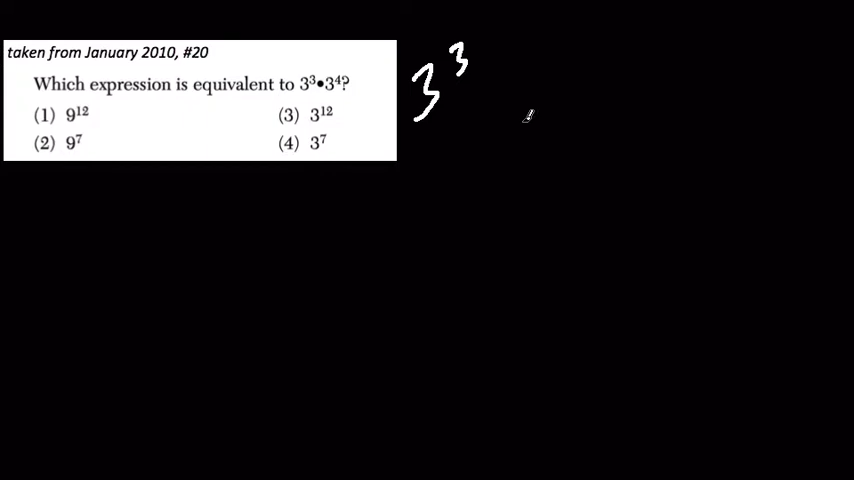 taken from January 2010, #20
Which expression is equivalent to 3³•3⁴?
(1) 9¹² (3) 3¹²
(2) 9⁷ (4) 3⁷
3³